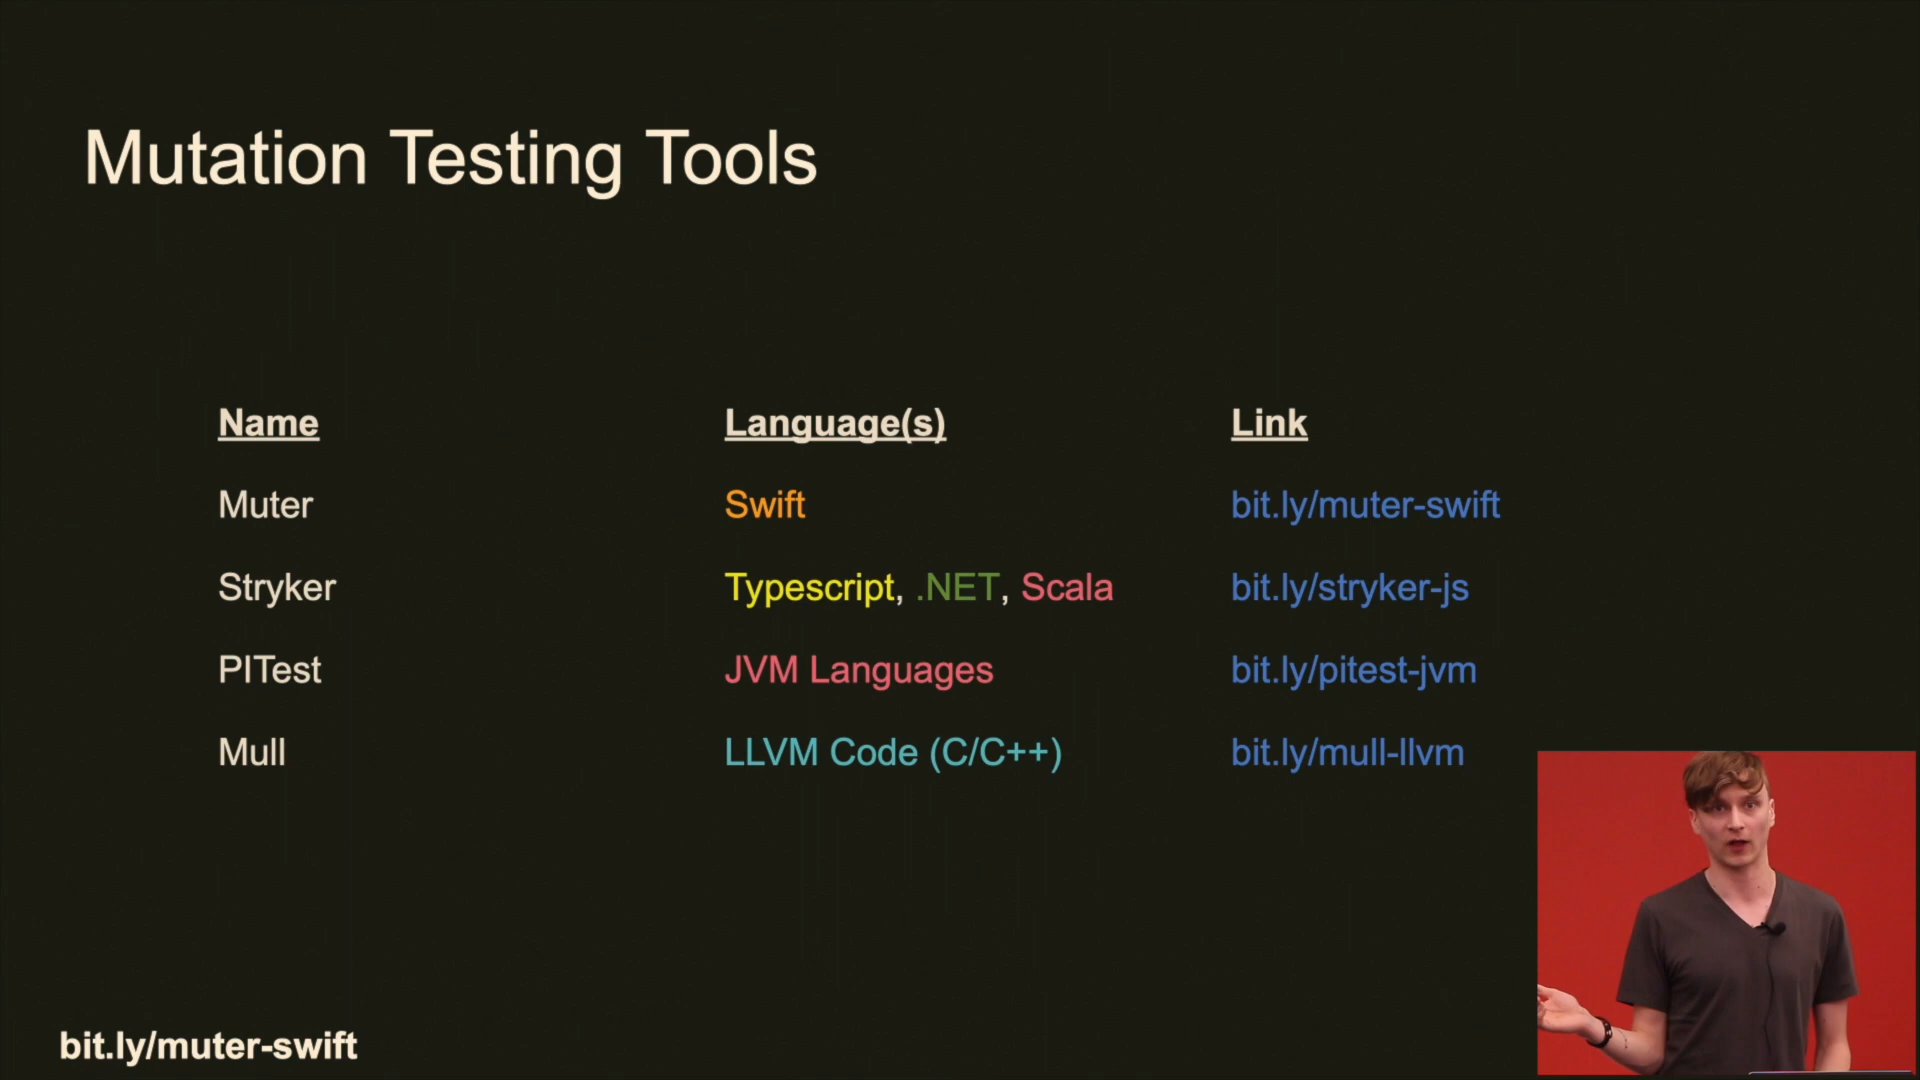 Mutation Testing Tools
Name Language(s) Link
Muter Swift bit.ly/muter-swift
Stryker Typescript, .NET, Scala bit.ly/stryker-js
PITest JVM Languages bit.ly/pitest-jvm
Mull LLVM Code (C/C++) bit.ly/mull-llvm
bit.ly/muter-swift